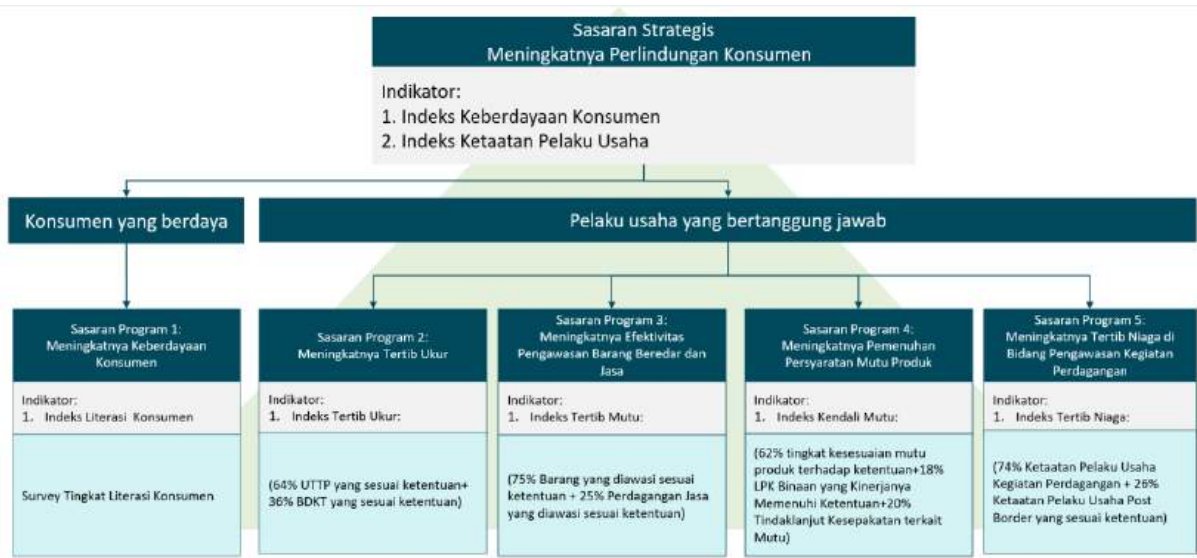 Sasaran Strategis
Meningkatnya Perlindungan Konsumen
Indikator:
1. Indeks Keberdayaan Konsumen
2. Indeks Ketaatan Pelaku Usaha
Konsumen yang berdaya
Pelaku usaha yang bertanggung jawab
Sasaran Program 1:
Meningkatnya Keberdayaan
Konsumen
Indikator:
1. Indeks Literasi Konsumen
Survey Tingkat Literasi Konsumen
Sasaran Program 2:
Meningkatnya Tertib Ukur
Indikator:
1. Indeks Tertib Ukur:
(64% UTTP yang sesuai ketentuan+
36% BDKT yang sesuai ketentuan)
Sasaran Program 3:
Meningkatnya Efektivitas
Pengawasan Barang Beredar dan
Jasa
Indikator:
1. Indeks Tertib Mutu:
(75% Barang yang diawasi sesuai
ketentuan + 25% Perdagangan Jasa
yang diawasi sesuai ketentuan)
Sasaran Program 4:
Meningkatnya Pemenuhan
Persyaratan Mutu Produk
Indikator:
1. Indeks Kendali Mutu:
(62% tingkat kesesuaian mutu
produk terhadap ketentuan+18%
LPK Binaan yang Kinerjanya
Memenuhi Ketentuan+20%
Tindaklanjut Kesepakatan terkait
Mutu)
Sasaran Program 5:
Meningkatnya Tertib Niaga di
Bidang Pengawasan Kegiatan
Perdagangan
Indikator:
1. Indeks Tertib Niaga:
(74% Ketaatan Pelaku Usaha
Kegiatan Perdagangan + 26%
Ketaatan Pelaku Usaha Post
Border yang sesuai ketentuan)